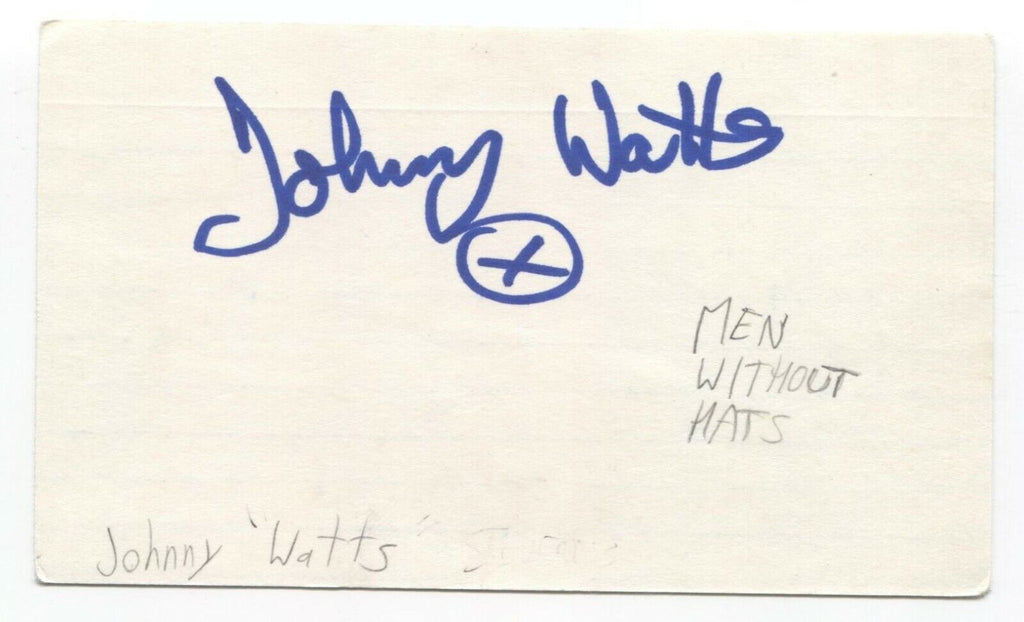 Johnny Watts
MEN
WITHOUT
HATS
Johnny "Watts"